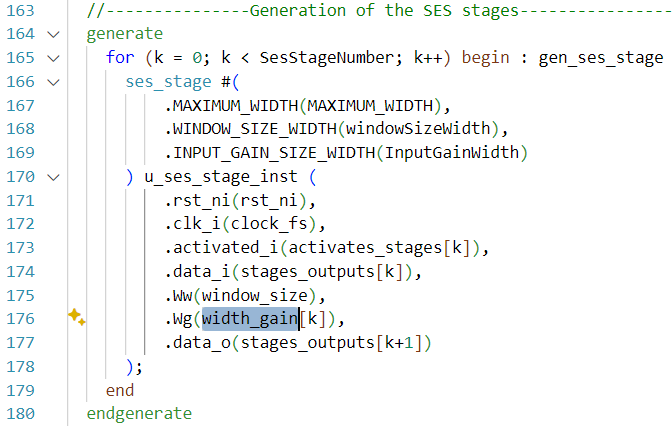 163 //---------------Generation of the SES stages----------------
164 generate
165 for (k = 0; k < SesStageNumber; k++) begin : gen_ses_stage
166 ses_stage #(
167 .MAXIMUM_WIDTH(MAXIMUM_WIDTH),
168 .WINDOW_SIZE_WIDTH(windowSizeWidth),
169 .INPUT_GAIN_SIZE_WIDTH(InputGainWidth)
170 ) u_ses_stage_inst (
171 .rst_ni(rst_ni),
172 .clk_i(clock_fs),
173 .activated_i(activates_stages[k]),
174 .data_i(stages_outputs[k]),
175 .Ww(window_size),
176 .Wg(width_gain[k]),
177 .data_o(stages_outputs[k+1])
178 );
179 end
180 endgenerate